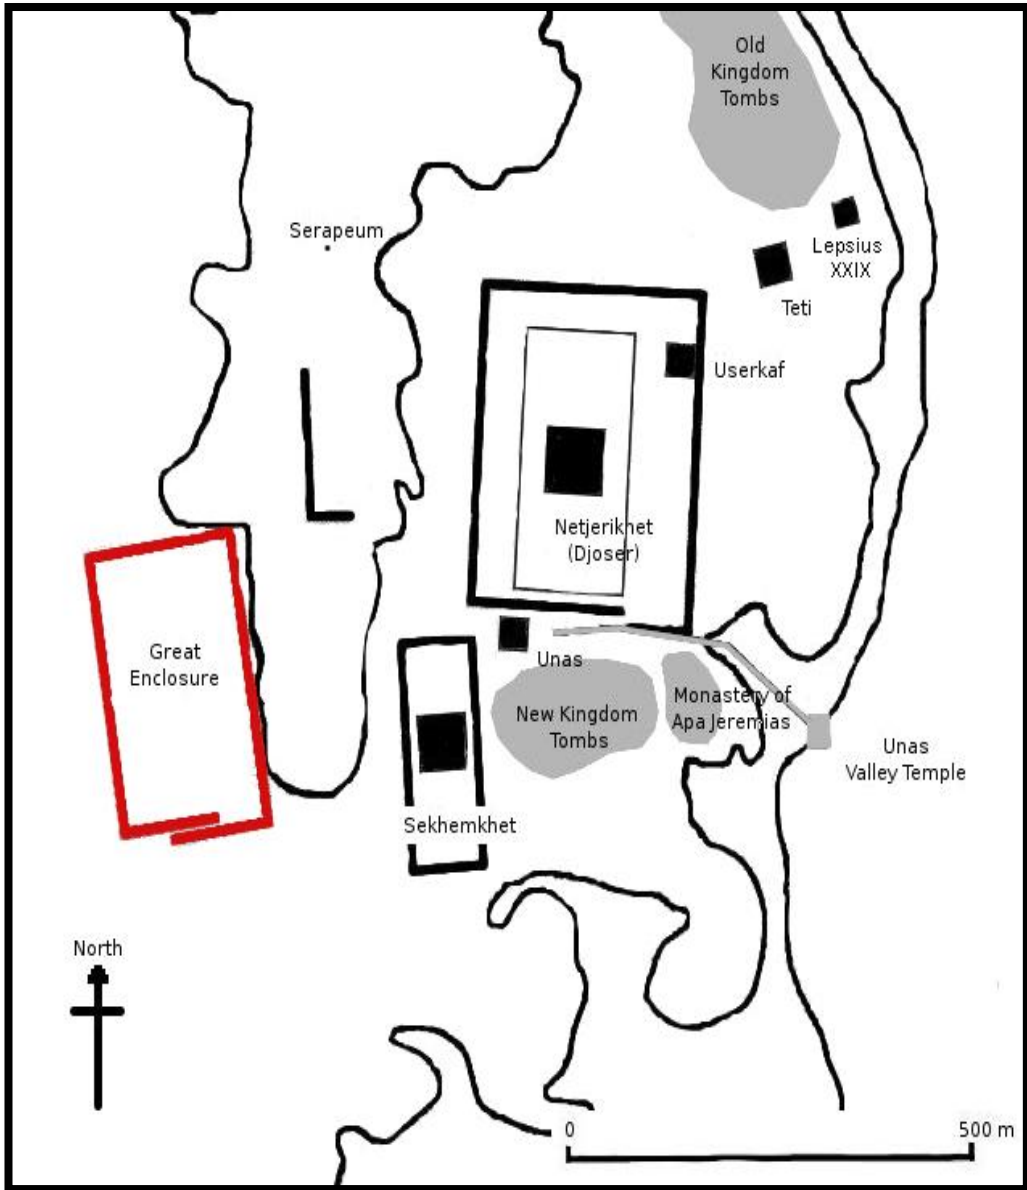 Old
Kingdom
Tombs
Serapeum
Lepsius
XXIX
Teti
Userkaf
Netjerikhet
(Djoser)
Great
Enclosure
Unas
New Kingdom
Tombs
Monastery of
Apa Jeremias
Unas
Valley Temple
Sekhemkhet
North
0
500 m